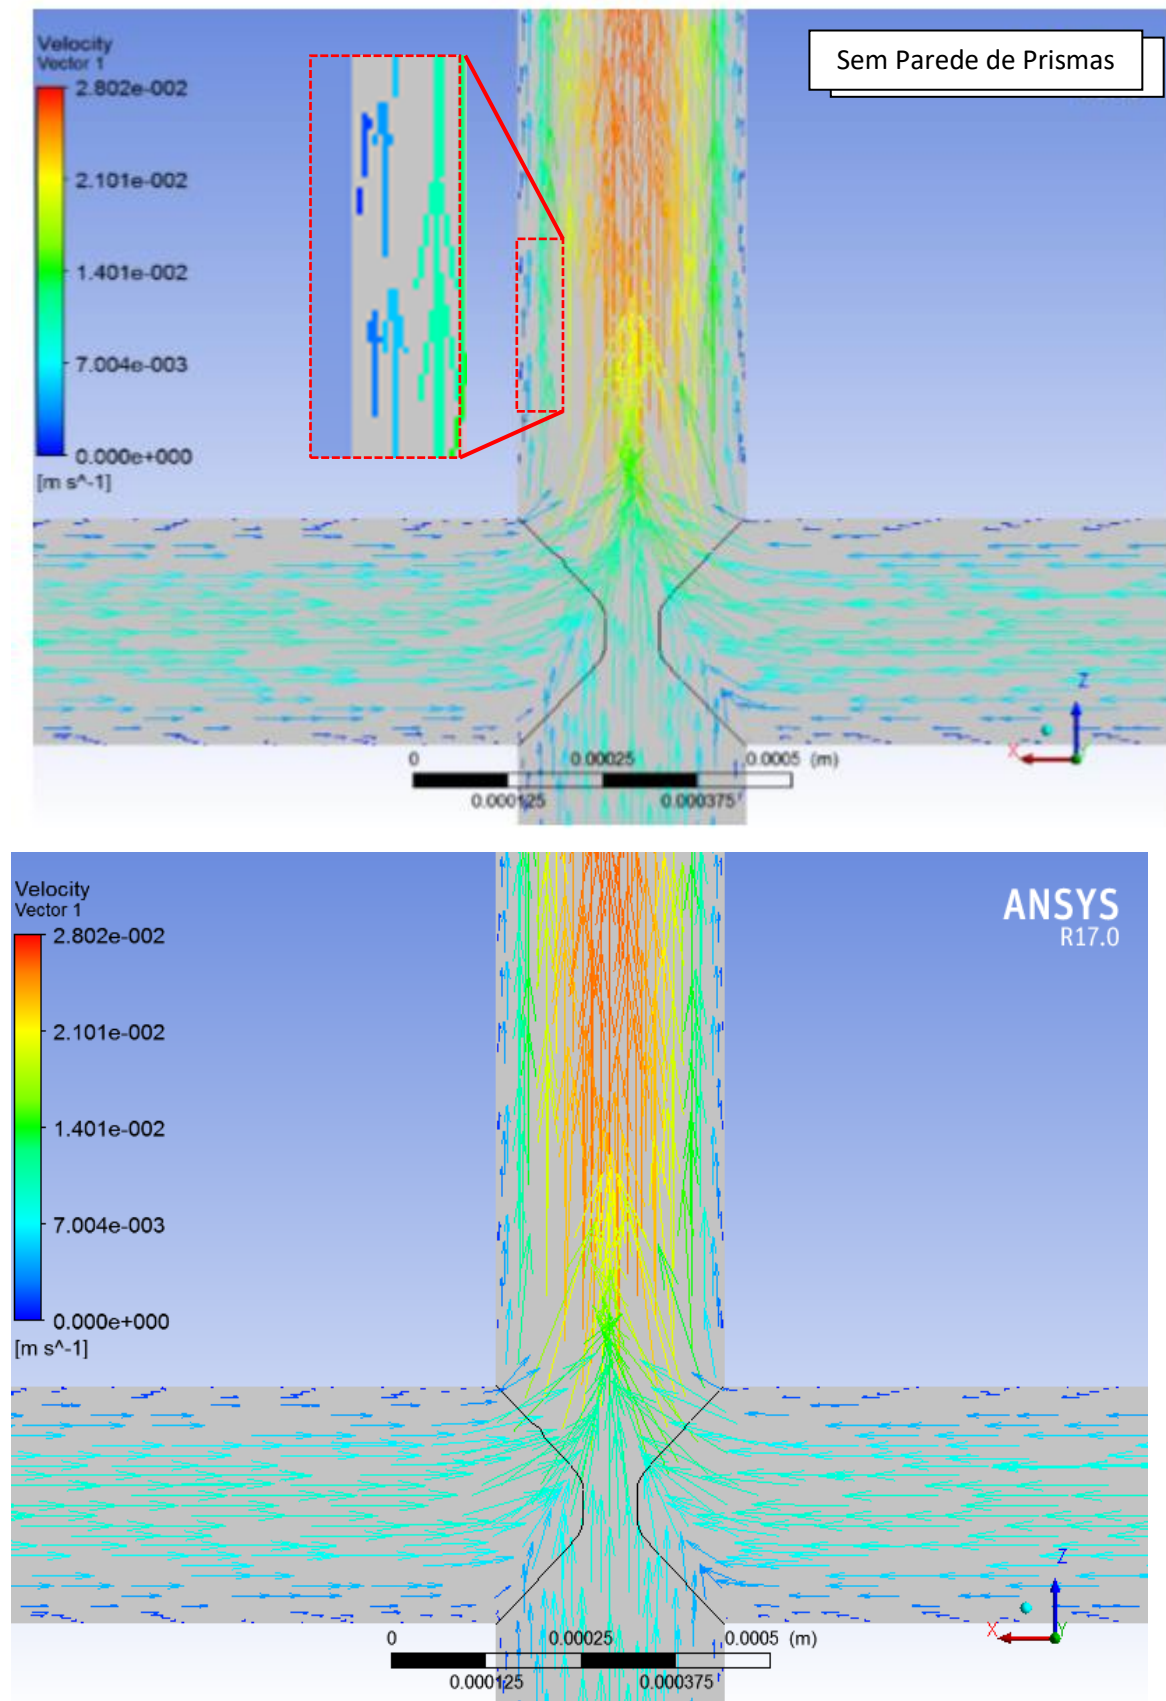 Velocity
Vector 1
Sem Parede de Prismas
2.802e-002
2.101e-002
1.401e-002
7.004e-003
0.000e+000
[m s^-1]
Z
X
Y
0 0.00025 0.0005 (m)
0.000125 0.000375
Velocity
Vector 1
ANSYS
R17.0
2.802e-002
2.101e-002
1.401e-002
7.004e-003
0.000e+000
[m s^-1]
Z
X
Y
0 0.00025 0.0005 (m)
0.000125 0.000375